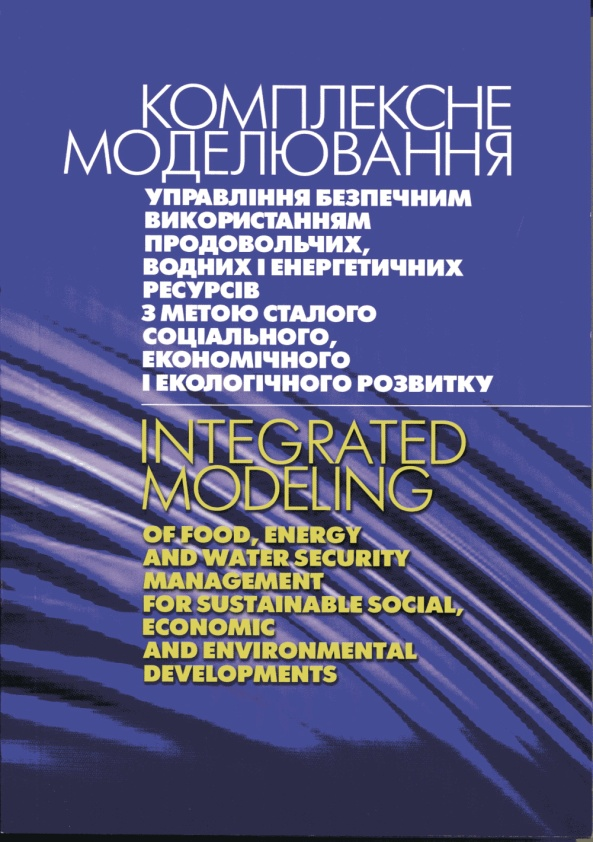 КОМПЛЕКСНЕ
МОДЕЛЮВАННЯ
УПРАВЛІННЯ БЕЗПЕЧНИМ
ВИКОРИСТАННЯМ
ПРОДОВОЛЬЧИХ,
ВОДНИХ І ЕНЕРГЕТИЧНИХ
РЕСУРСІВ
З МЕТОЮ СТАЛОГО
СОЦІАЛЬНОГО,
ЕКОНОМІЧНОГО
І ЕКОЛОГІЧНОГО РОЗВИТКУ
INTEGRATED
MODELING
OF FOOD, ENERGY
AND WATER SECURITY
MANAGEMENT
FOR SUSTAINABLE SOCIAL,
ECONOMIC
AND ENVIRONMENTAL
DEVELOPMENTS